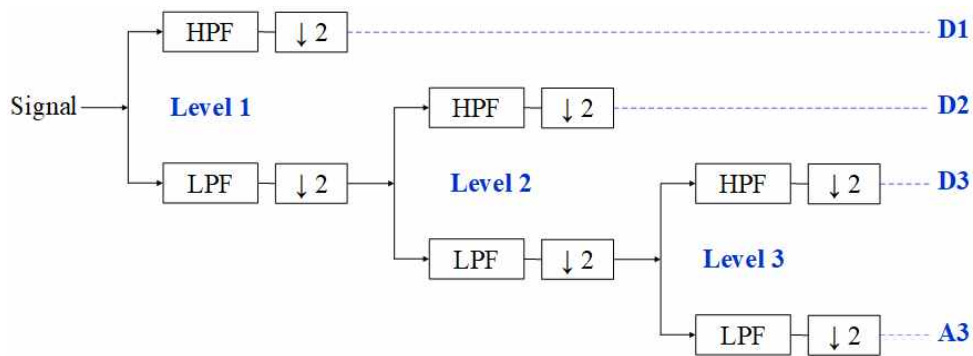 HPF ↓ 2 D1
Signal Level 1 HPF ↓ 2 D2
LPF ↓ 2 Level 2 HPF ↓ 2 D3
LPF ↓ 2 Level 3
LPF ↓ 2 A3